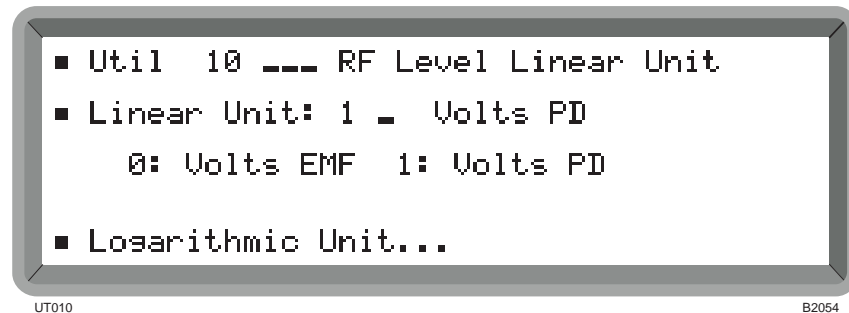 ▪ Util 10 ___ RF Level Linear Unit
▪ Linear Unit: 1 _ Volts PD
0: Volts EMF 1: Volts PD
▪ Logarithmic Unit...
UT010 B2054